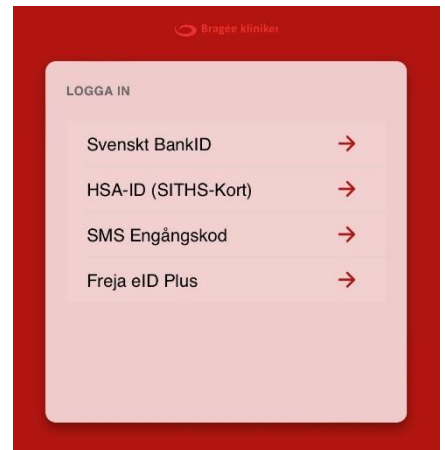 Bragée kliniker
LOGGA IN
Svenskt BankID
HSA-ID (SITHS-Kort)
SMS Engångskod
Freja eID Plus